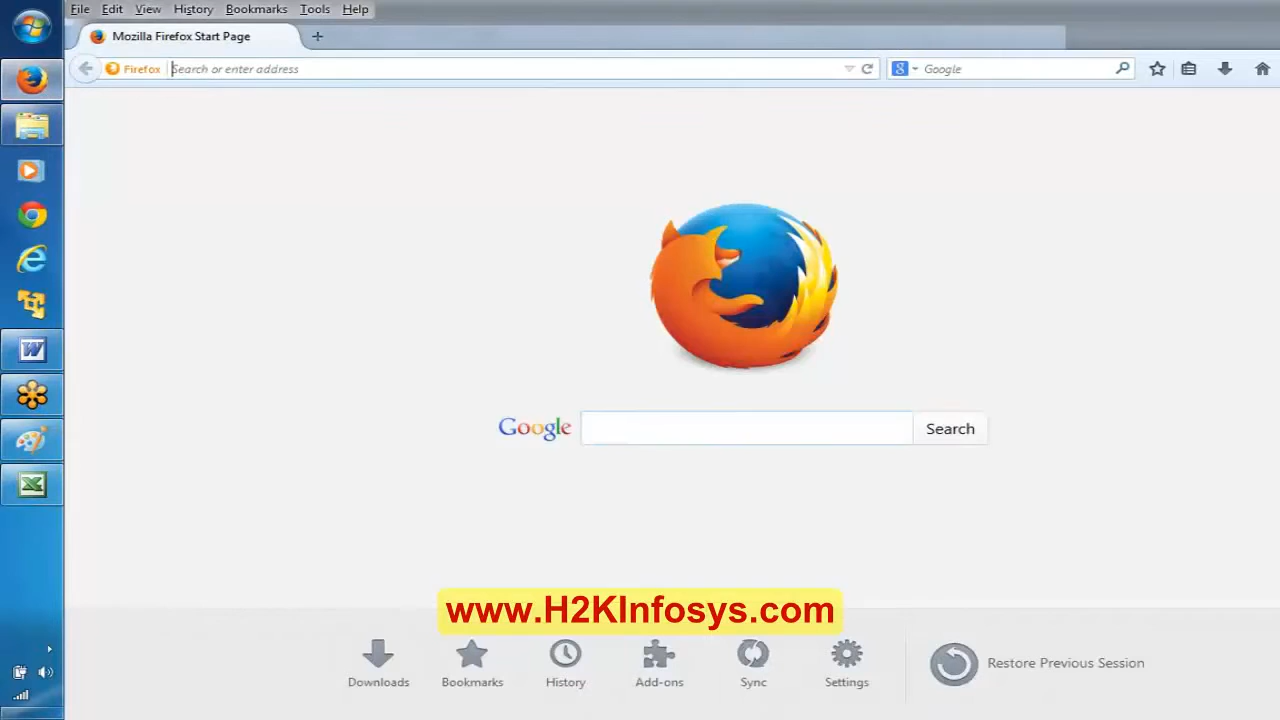 File Edit View History Bookmarks Tools Help
Mozilla Firefox Start Page +
Firefox Search or enter address Google
Google Search
www.H2KInfosys.com
Downloads Bookmarks History Add-ons Sync Settings Restore Previous Session